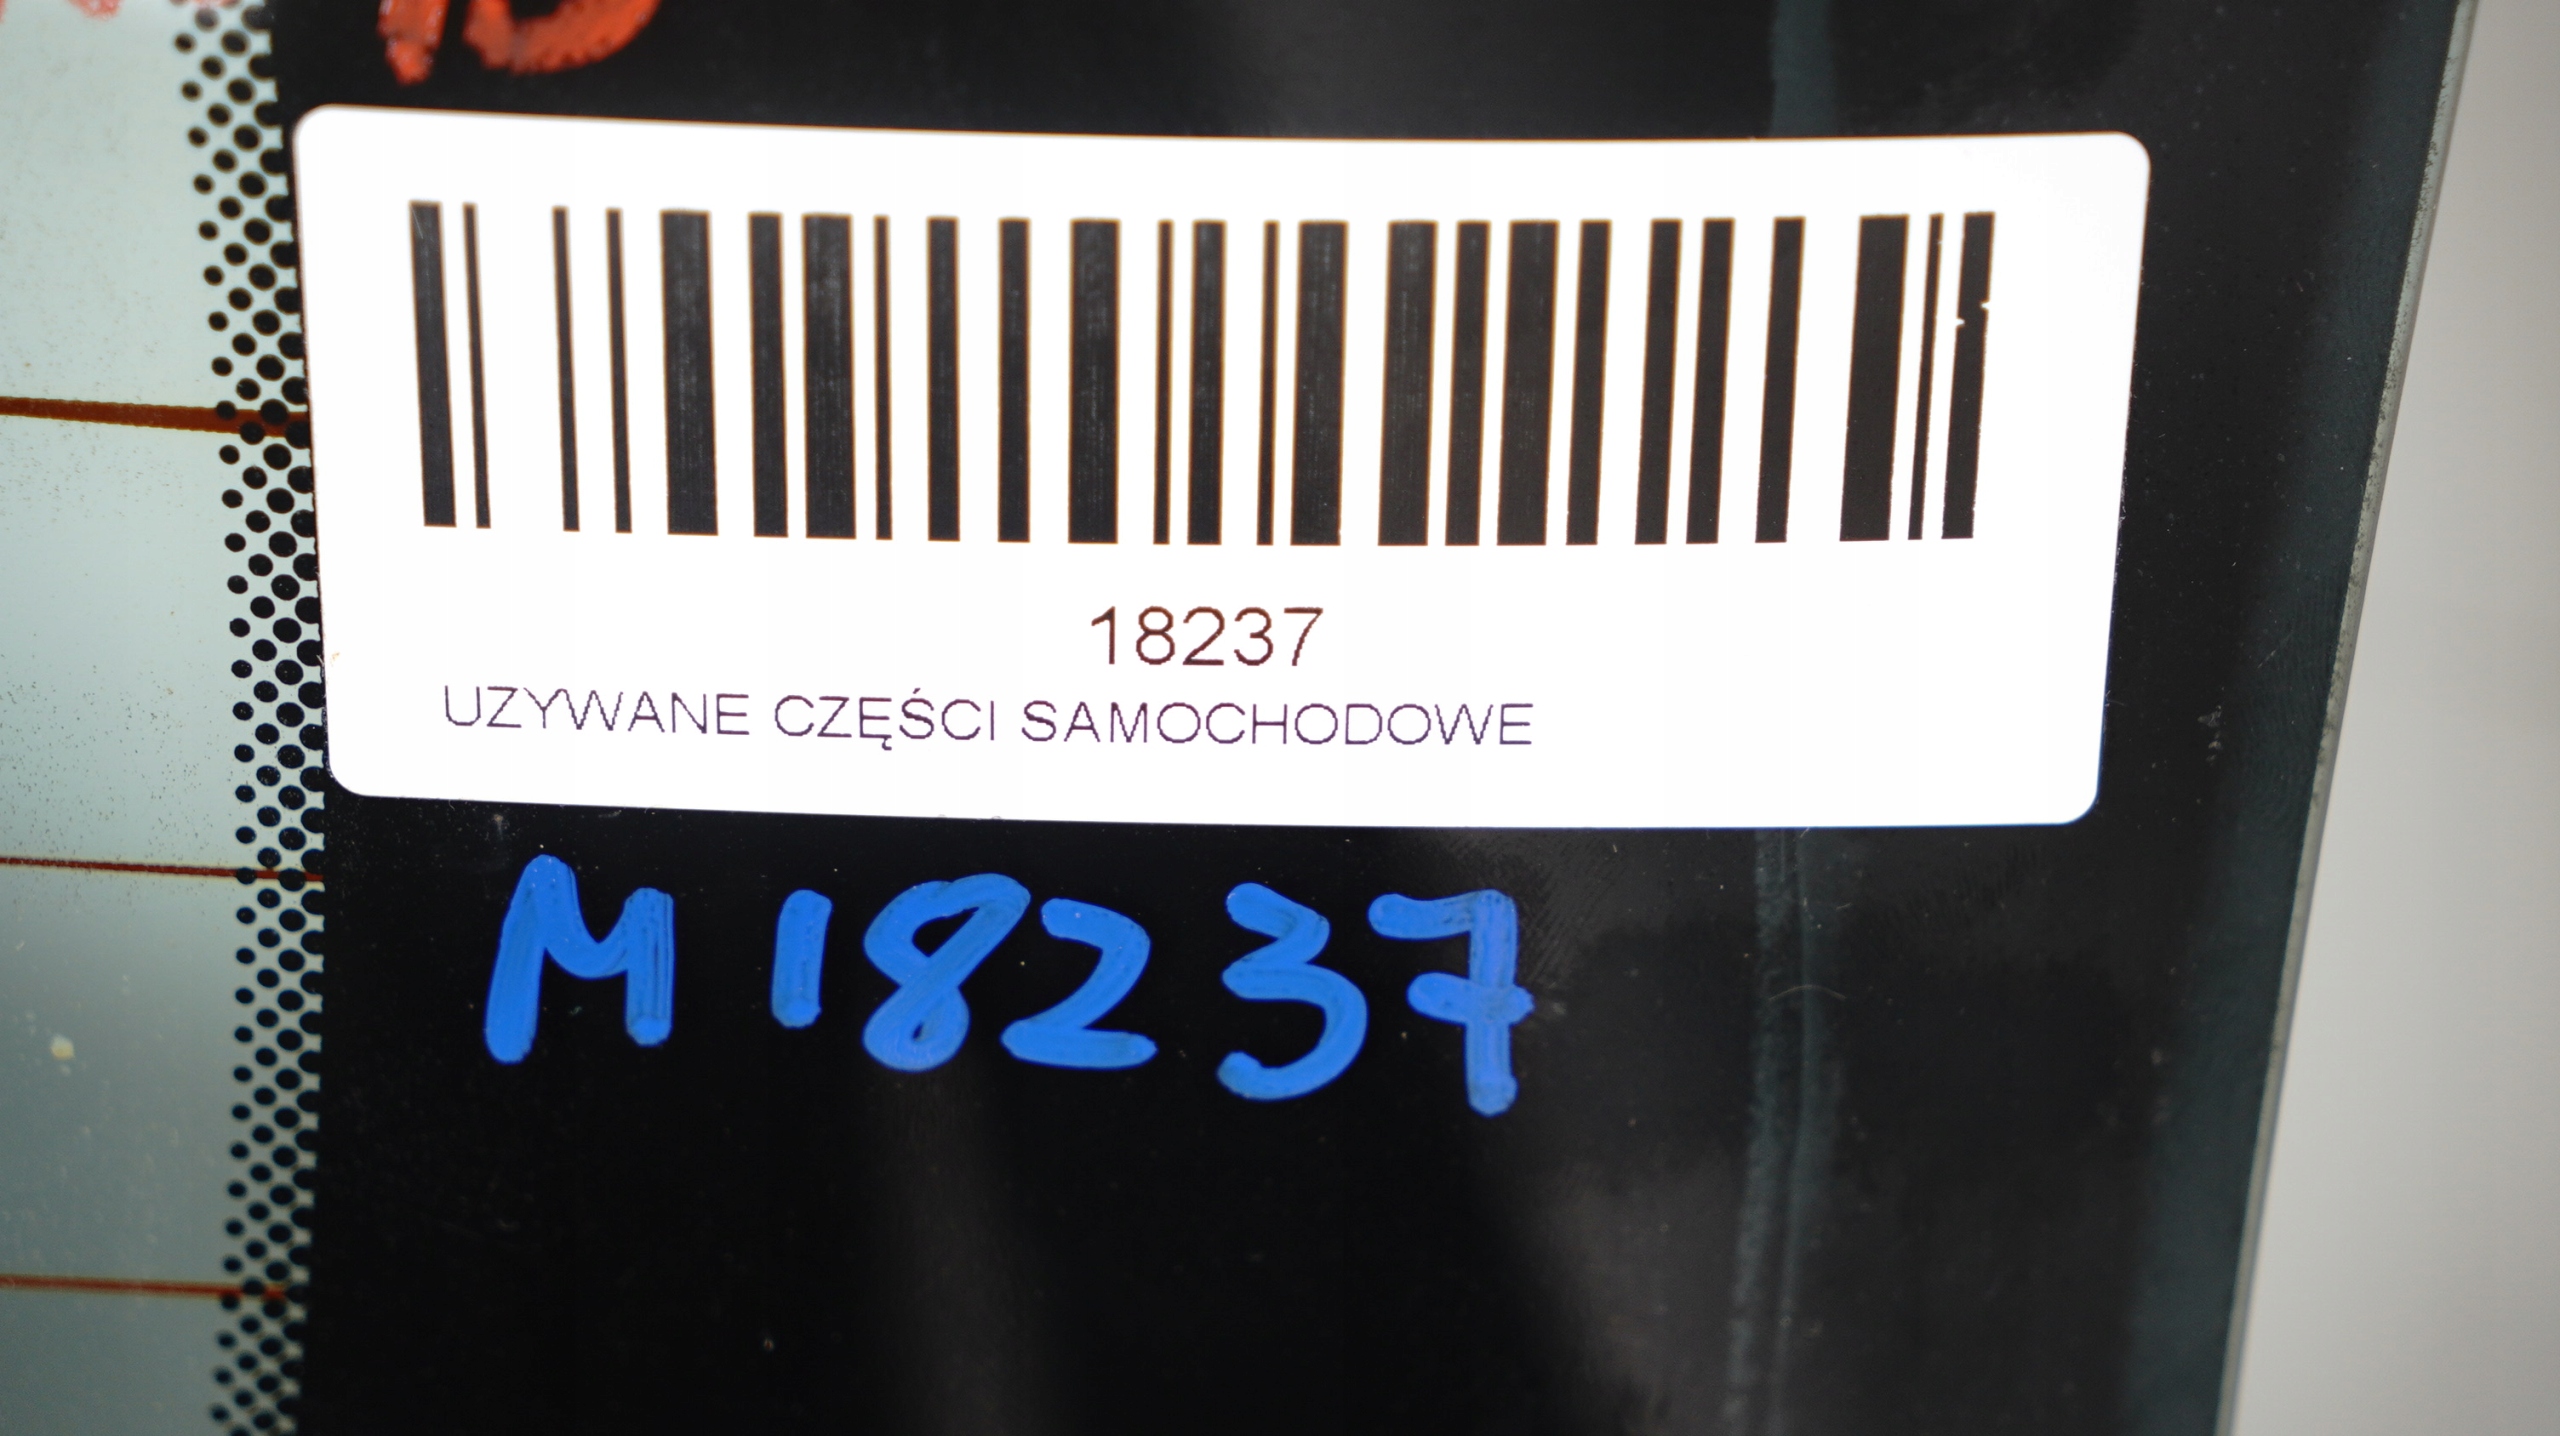 18237
UZYWANE CZĘŚCI SAMOCHODOWE
M 18237